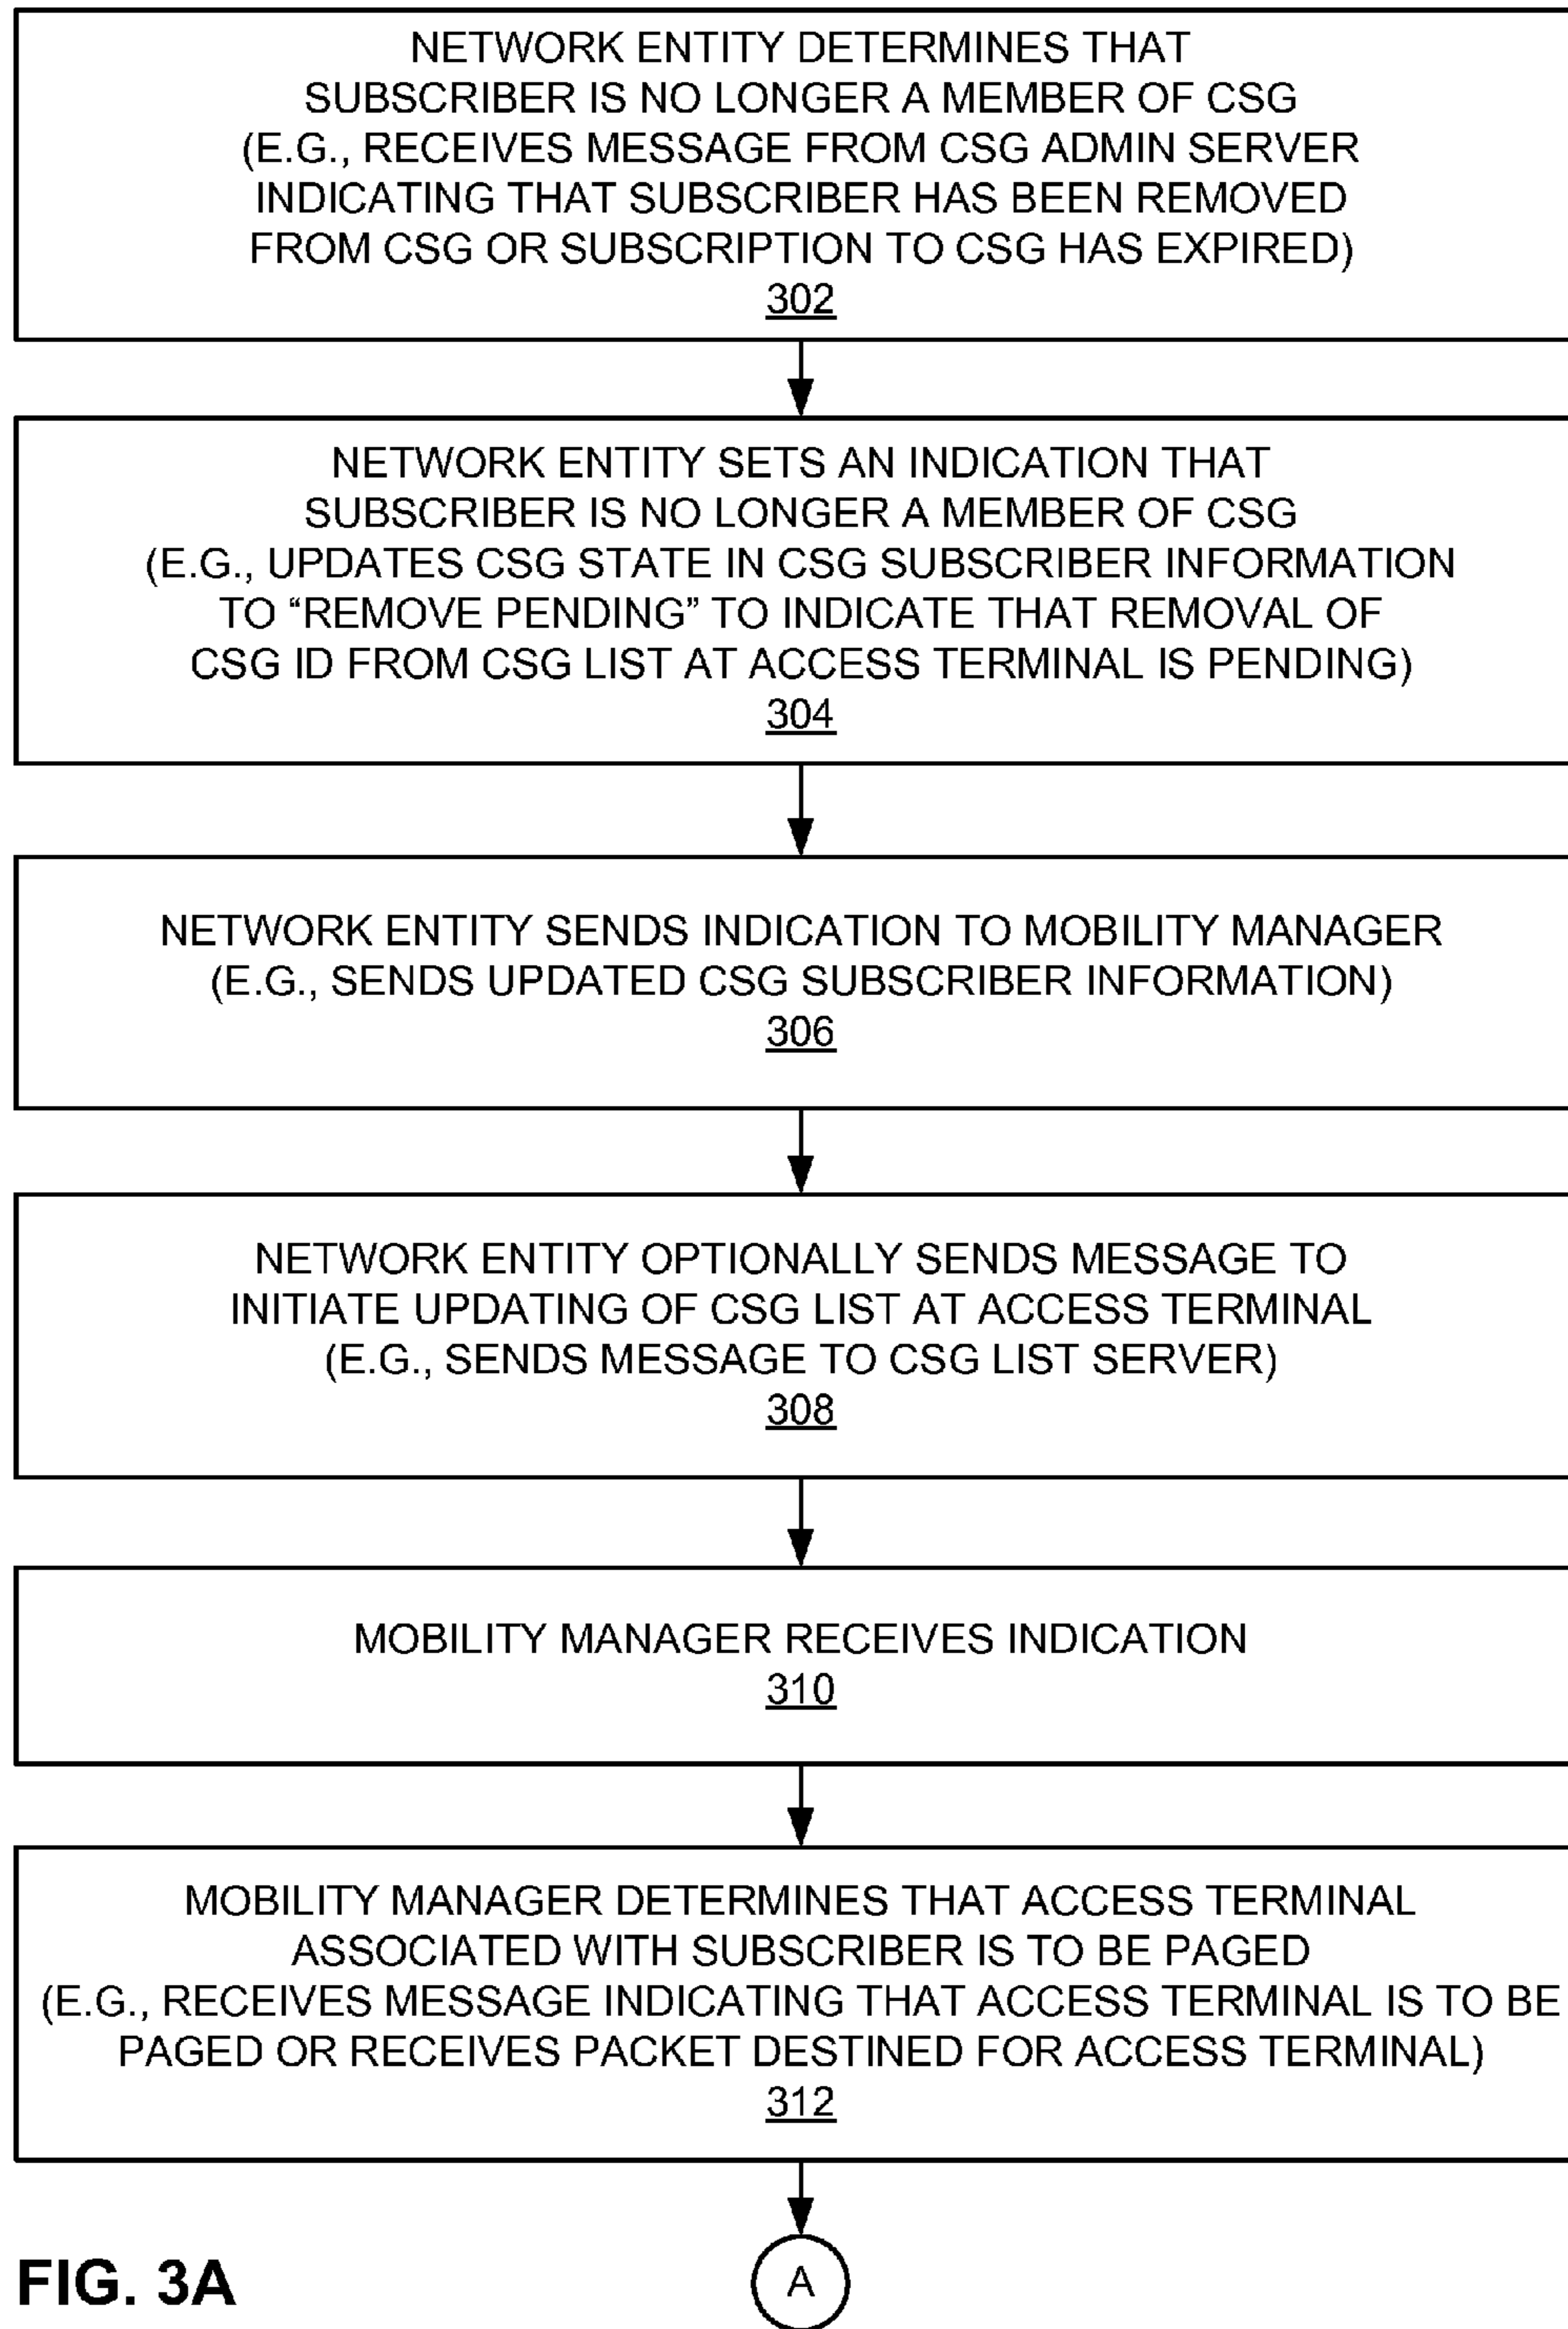 NETWORK ENTITY DETERMINES THAT
SUBSCRIBER IS NO LONGER A MEMBER OF CSG
(E.G., RECEIVES MESSAGE FROM CSG ADMIN SERVER
INDICATING THAT SUBSCRIBER HAS BEEN REMOVED
FROM CSG OR SUBSCRIPTION TO CSG HAS EXPIRED)
302
NETWORK ENTITY SETS AN INDICATION THAT
SUBSCRIBER IS NO LONGER A MEMBER OF CSG
(E.G., UPDATES CSG STATE IN CSG SUBSCRIBER INFORMATION
TO “REMOVE PENDING” TO INDICATE THAT REMOVAL OF
CSG ID FROM CSG LIST AT ACCESS TERMINAL IS PENDING)
304
NETWORK ENTITY SENDS INDICATION TO MOBILITY MANAGER
(E.G., SENDS UPDATED CSG SUBSCRIBER INFORMATION)
306
NETWORK ENTITY OPTIONALLY SENDS MESSAGE TO
INITIATE UPDATING OF CSG LIST AT ACCESS TERMINAL
(E.G., SENDS MESSAGE TO CSG LIST SERVER)
308
MOBILITY MANAGER RECEIVES INDICATION
310
MOBILITY MANAGER DETERMINES THAT ACCESS TERMINAL
ASSOCIATED WITH SUBSCRIBER IS TO BE PAGED
(E.G., RECEIVES MESSAGE INDICATING THAT ACCESS TERMINAL IS TO BE
PAGED OR RECEIVES PACKET DESTINED FOR ACCESS TERMINAL)
312
A
FIG. 3A